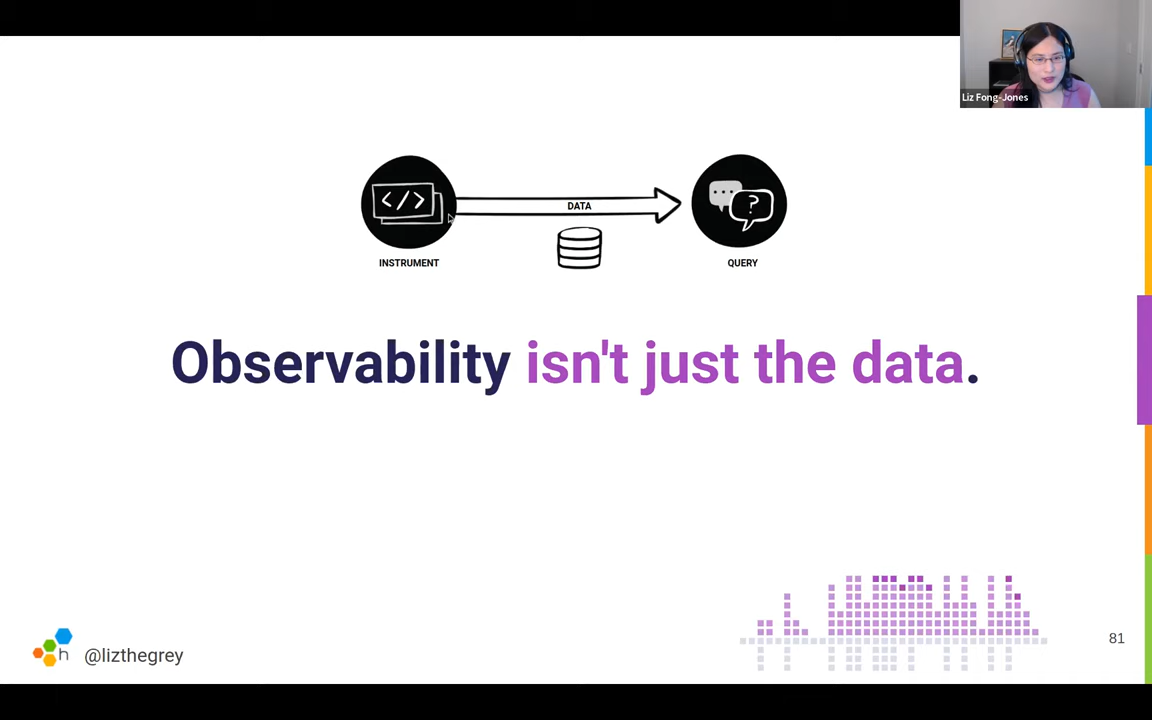 Liz Fong-Jones
</>
?
DATA
INSTRUMENT
QUERY
Observability isn't just the data.
h
@lizthegrey
81